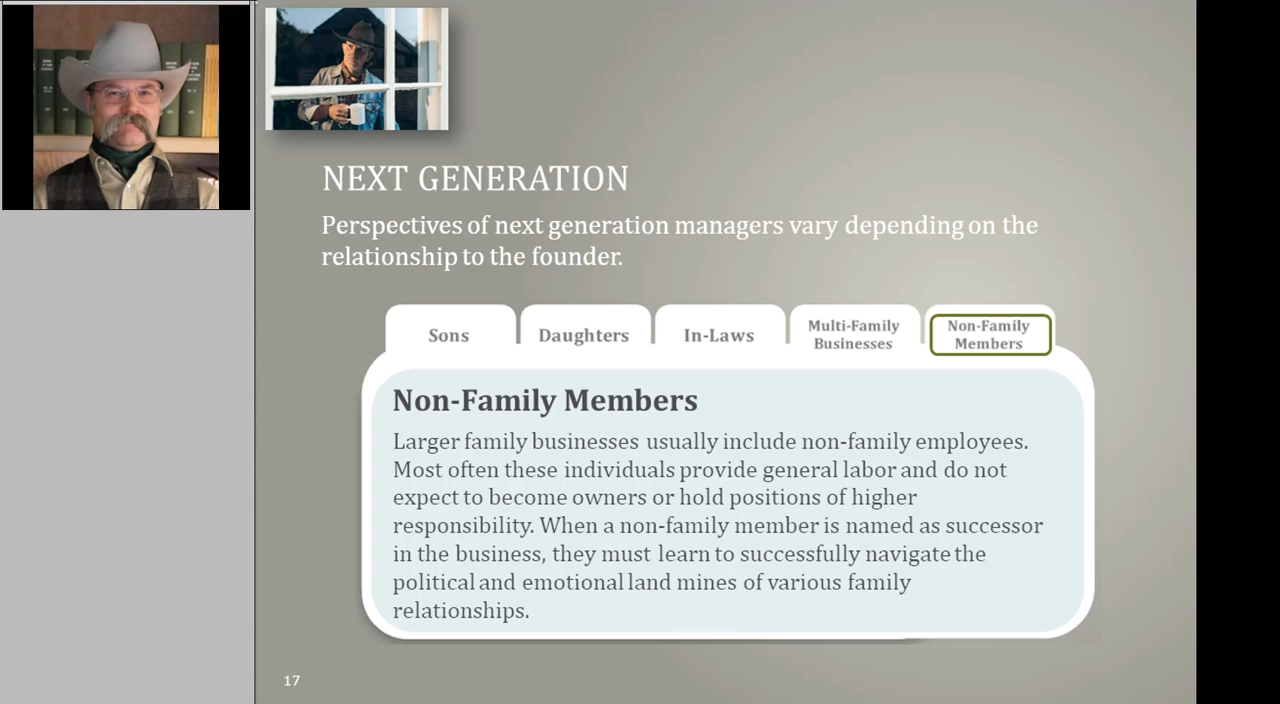 NEXT GENERATION
Perspectives of next generation managers vary depending on the
relationship to the founder.
Sons
Daughters
In-Laws
Multi-Family
Businesses
Non-Family
Members
Non-Family Members
Larger family businesses usually include non-family employees.
Most often these individuals provide general labor and do not
expect to become owners or hold positions of higher
responsibility. When a non-family member is named as successor
in the business, they must learn to successfully navigate the
political and emotional land mines of various family
relationships.
17